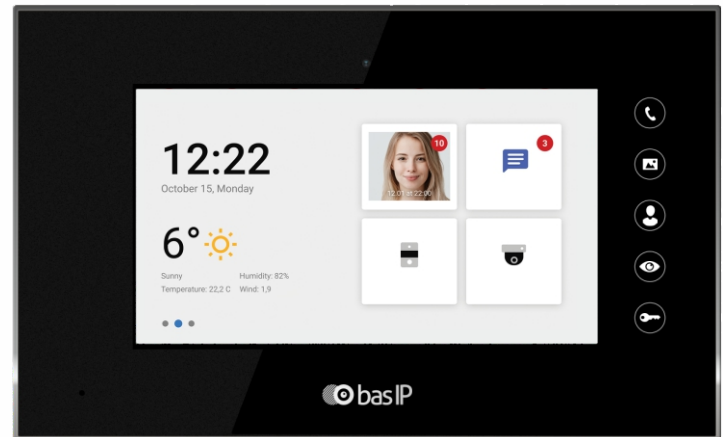 12:22
October 15, Monday
6°
Sunny
Humidity: 82%
Temperature: 22,2 C
Wind: 1,9
10
12.01 at 22:00
3
bas IP